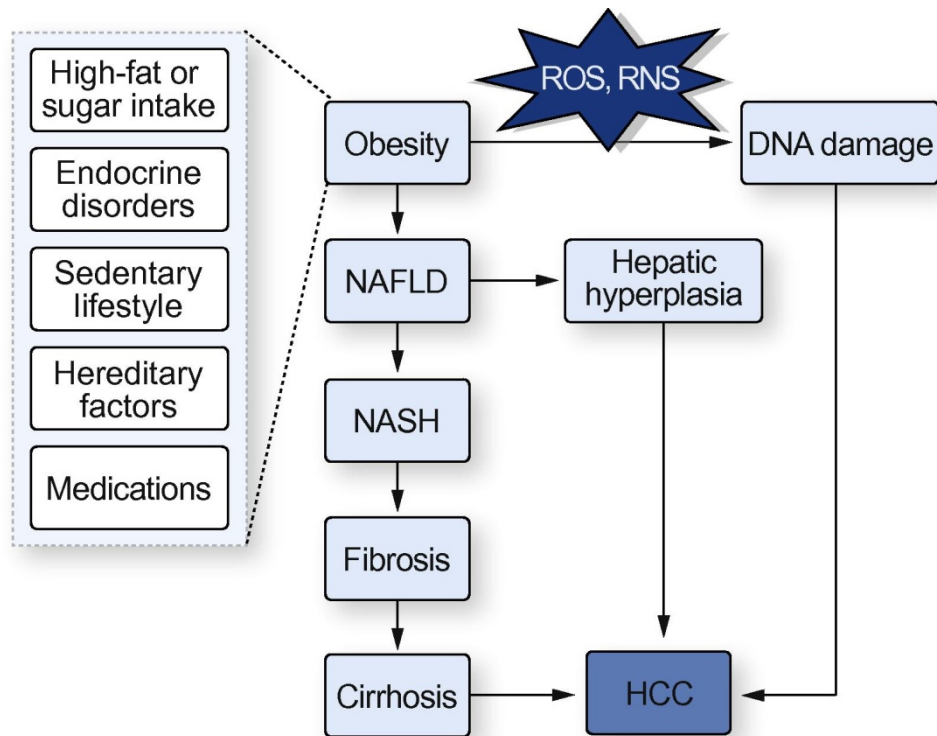 High-fat or
sugar intake
Endocrine
disorders
Sedentary
lifestyle
Hereditary
factors
Medications
ROS, RNS
Obesity
DNA damage
NAFLD
Hepatic
hyperplasia
NASH
Fibrosis
Cirrhosis
HCC